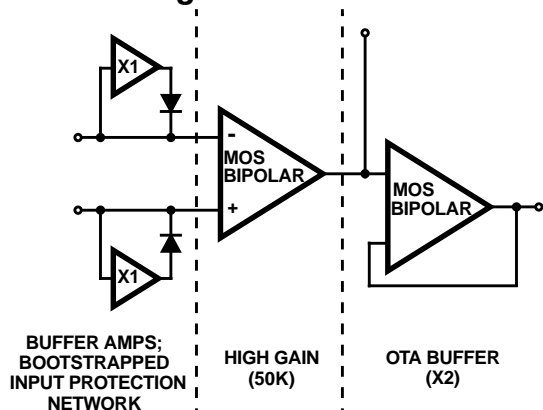 X1
-
MOS
BIPOLAR
+
X1
MOS
BIPOLAR
BUFFER AMPS;
BOOTSTRAPPED
INPUT PROTECTION
NETWORK
HIGH GAIN
(50K)
OTA BUFFER
(X2)